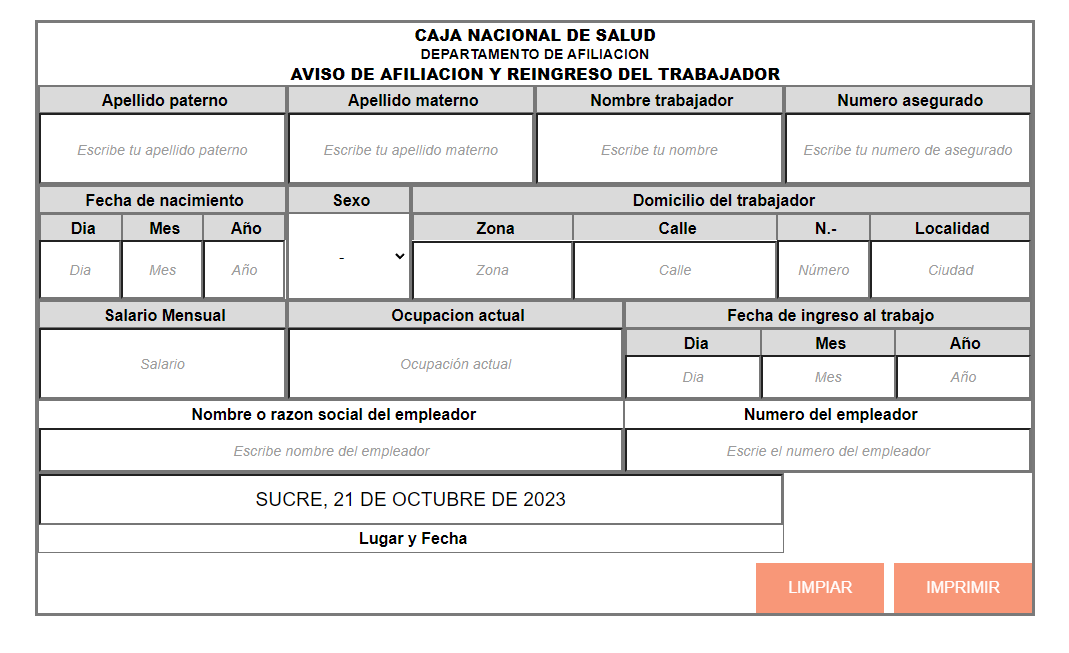 CAJA NACIONAL DE SALUD
DEPARTAMENTO DE AFILIACION
AVISO DE AFILIACION Y REINGRESO DEL TRABAJADOR
Apellido paterno Apellido materno Nombre trabajador Numero asegurado
Escribe tu apellido paterno Escribe tu apellido materno Escribe tu nombre Escribe tu numero de asegurado
Fecha de nacimiento Sexo Domicilio del trabajador
Dia Mes Año Zona Calle N.- Localidad
-
Dia Mes Año Zona Calle Número Ciudad
Salario Mensual Ocupacion actual Fecha de ingreso al trabajo
Dia Mes Año
Salario Ocupación actual
Dia Mes Año
Nombre o razon social del empleador Numero del empleador
Escribe nombre del empleador Escrie el numero del empleador
SUCRE, 21 DE OCTUBRE DE 2023
Lugar y Fecha
LIMPIAR IMPRIMIR